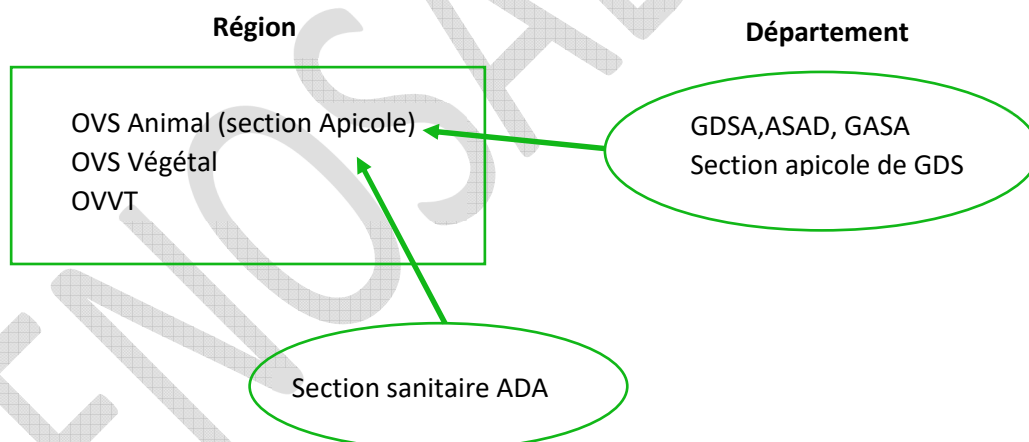 Région
Département
OVS Animal (section Apicole)
OVS Végétal
OVVT
GDSA,ASAD, GASA
Section apicole de GDS
Section sanitaire ADA